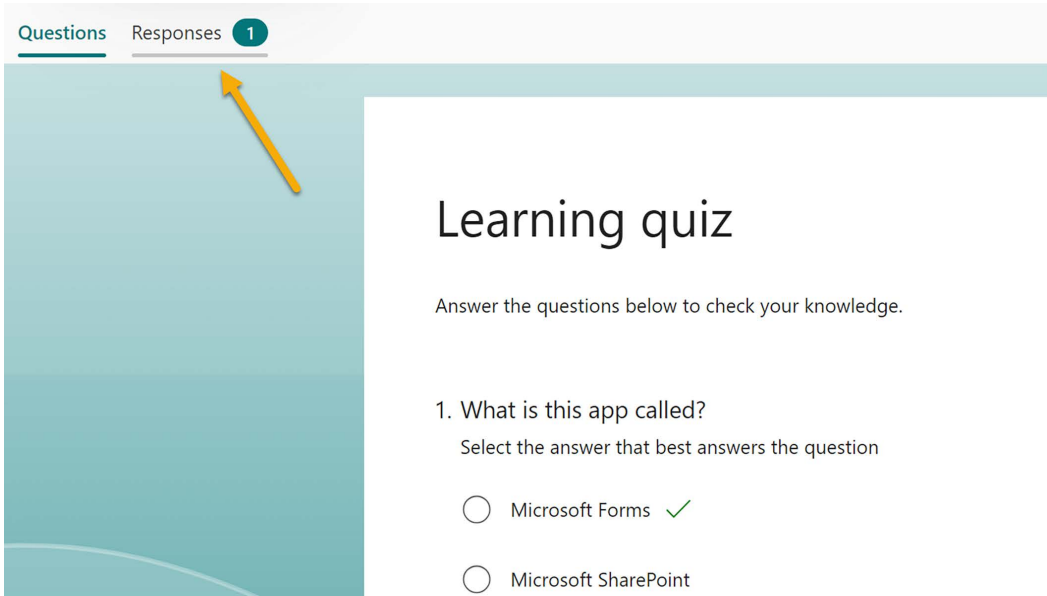 Questions Responses 1
Learning quiz
Answer the questions below to check your knowledge.
1. What is this app called?
Select the answer that best answers the question
Microsoft Forms
Microsoft SharePoint